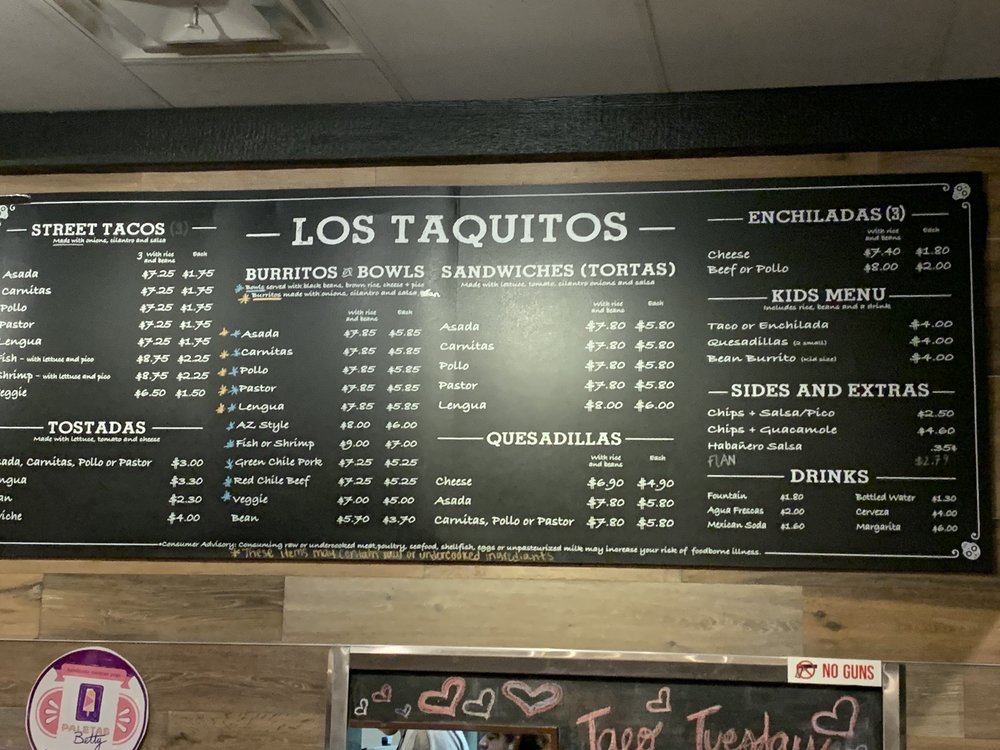 STREET TACOS (3)
Made with onions, cilantro and salsa
3 With rice and beans Each
Asada $7.25 $1.75
Carnitas $7.25 $1.75
Pollo $7.25 $1.75
Pastor $7.25 $1.75
Lengua $7.25 $1.75
Fish - with lettuce and pico $8.75 $2.25
Shrimp - with lettuce and pico $8.75 $2.25
Veggie $6.50 $1.50
TOSTADAS
Made with lettuce, tomato and cheese
sada, Carnitas, Pollo or Pastor $3.00
ngua $3.30
an $2.30
viche $4.00
LOS TAQUITOS
BURRITOS or BOWLS
Bowls served with black beans, brown rice, cheese + pico
Burritos made with onions, cilantro and salsa,
With rice and beans Each
Asada $7.85 $5.85
Carnitas $7.85 $5.85
Pollo $7.85 $5.85
Pastor $7.85 $5.85
Lengua $7.85 $5.85
AZ Style $8.00 $6.00
Fish or Shrimp $9.00 $7.00
Green Chile Pork $7.25 $5.25
Red Chile Beef $7.25 $5.25
Veggie $7.00 $5.00
Bean $5.70 $3.70
SANDWICHES (TORTAS)
Made with lettuce, tomato, cilantro onions and salsa
With rice and beans Each
Asada $7.80 $5.80
Carnitas $7.80 $5.80
Pollo $7.80 $5.80
Pastor $7.80 $5.80
Lengua $8.00 $6.00
QUESADILLAS
With rice and beans Each
Cheese $6.90 $4.90
Asada $7.80 $5.80
Carnitas, Pollo or Pastor $7.80 $5.80
ENCHILADAS (3)
With rice and beans Each
Cheese $7.40 $1.80
Beef or Pollo $8.00 $2.00
KIDS MENU
Includes rice, beans and a drink
Taco or Enchilada $4.00
Quesadillas (2 small) $4.00
Bean Burrito (kid size) $4.00
SIDES AND EXTRAS
Chips + Salsa/Pico $2.50
Chips + Guacamole $4.60
Habañero Salsa .35¢
FLAN $2.79
DRINKS
Fountain $1.80
Agua Frescas $2.00
Mexican Soda $1.60
Bottled Water $1.30
Cerveza $4.00
Margarita $6.00
*Consumer Advisory: Consuming raw or undercooked meat, poultry, seafood, shellfish, eggs or unpasteurized milk may increase your risk of foodborne illness.
* These items may contain raw or undercooked ingredients
NO GUNS
PALETAS
Betty
Taco Tuesday